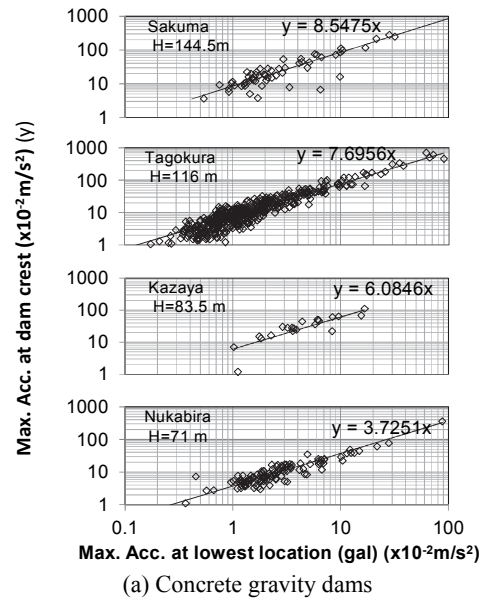 Max. Acc. at dam crest (x10-2m/s2) (y)
1000
100
10
1
Sakuma
H=144.5m
y = 8.5475x
1000
100
10
1
Tagokura
H=116 m
y = 7.6956x
1000
100
10
1
Kazaya
H=83.5 m
y = 6.0846x
1000
100
10
1
Nukabira
H=71 m
y = 3.7251x
0.1 1 10 100
Max. Acc. at lowest location (gal) (x10-2m/s2)
(a) Concrete gravity dams